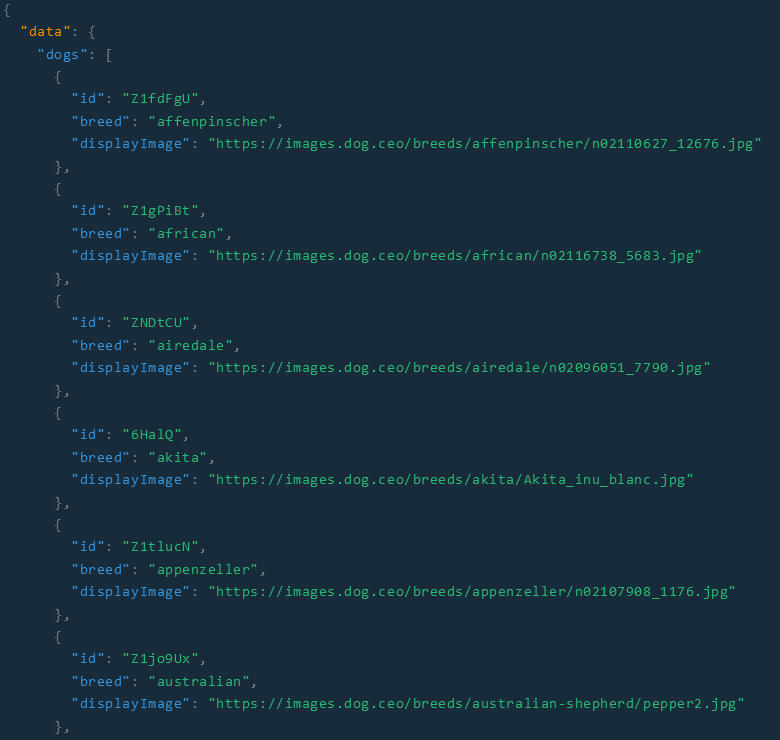 {
  "data": {
    "dogs": [
      {
        "id": "Z1fdFgU",
        "breed": "affenpinscher",
        "displayImage": "https://images.dog.ceo/breeds/affenpinscher/n02110627_12676.jpg"
      },
      {
        "id": "Z1gPiBt",
        "breed": "african",
        "displayImage": "https://images.dog.ceo/breeds/african/n02116738_5683.jpg"
      },
      {
        "id": "ZNDtCU",
        "breed": "airedale",
        "displayImage": "https://images.dog.ceo/breeds/airedale/n02096051_7790.jpg"
      },
      {
        "id": "6HalQ",
        "breed": "akita",
        "displayImage": "https://images.dog.ceo/breeds/akita/Akita_inu_blanc.jpg"
      },
      {
        "id": "Z1tlucN",
        "breed": "appenzeller",
        "displayImage": "https://images.dog.ceo/breeds/appenzeller/n02107908_1176.jpg"
      },
      {
        "id": "Z1jo9Ux",
        "breed": "australian",
        "displayImage": "https://images.dog.ceo/breeds/australian-shepherd/pepper2.jpg"
      },